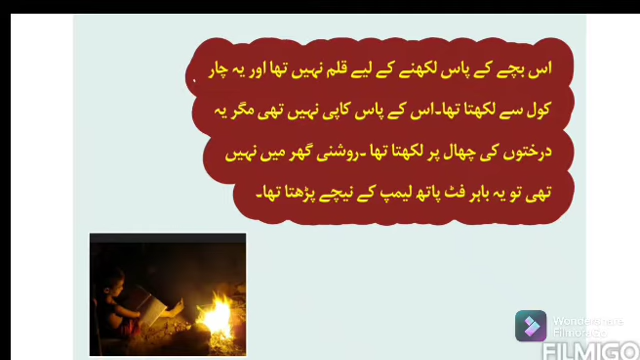 اس بچے کے پاس لکھنے کے لیے قلم نہیں تھا اور یہ چار
کول سے لکھتا تھا۔اس کے پاس کاپی نہیں تھی مگر یہ
درختوں کی چھال پر لکھتا تھا ۔روشنی گھر میں نہیں
تھی تو یہ باہر فٹ پاتھ لیمپ کے نیچے پڑھتا تھا۔
Wondershare
FilmoraGo
FILMIGO